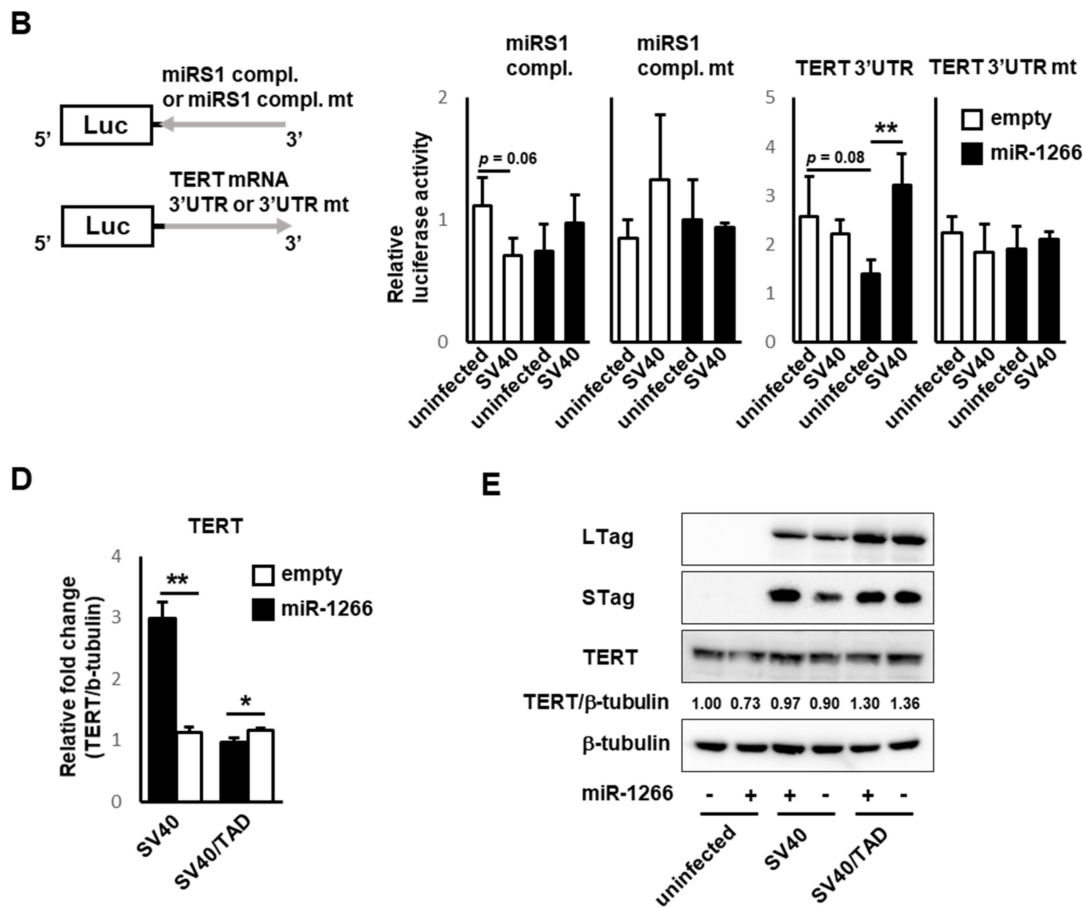 B
miRS1 compl.
or miRS1 compl. mt
Luc
5’
3’
TERT mRNA
3’UTR or 3’UTR mt
Luc
5’
3’
miRS1
compl.
miRS1
compl. mt
TERT 3’UTR
TERT 3’UTR mt
Relative
luciferase activity
2
1
0
p = 0.06
5
4
3
2
1
0
p = 0.08
**
empty
miR-1266
uninfected
SV40
uninfected
SV40
uninfected
SV40
uninfected
SV40
uninfected
SV40
uninfected
SV40
uninfected
SV40
uninfected
SV40
D
TERT
Relative fold change
(TERT/b-tubulin)
4
3
2
1
0
**
*
empty
miR-1266
SV40
SV40/TAD
E
LTag
STag
TERT
TERT/β-tubulin 1.00 0.73 0.97 0.90 1.30 1.36
β-tubulin
miR-1266 - + + - + -
uninfected
SV40
SV40/TAD